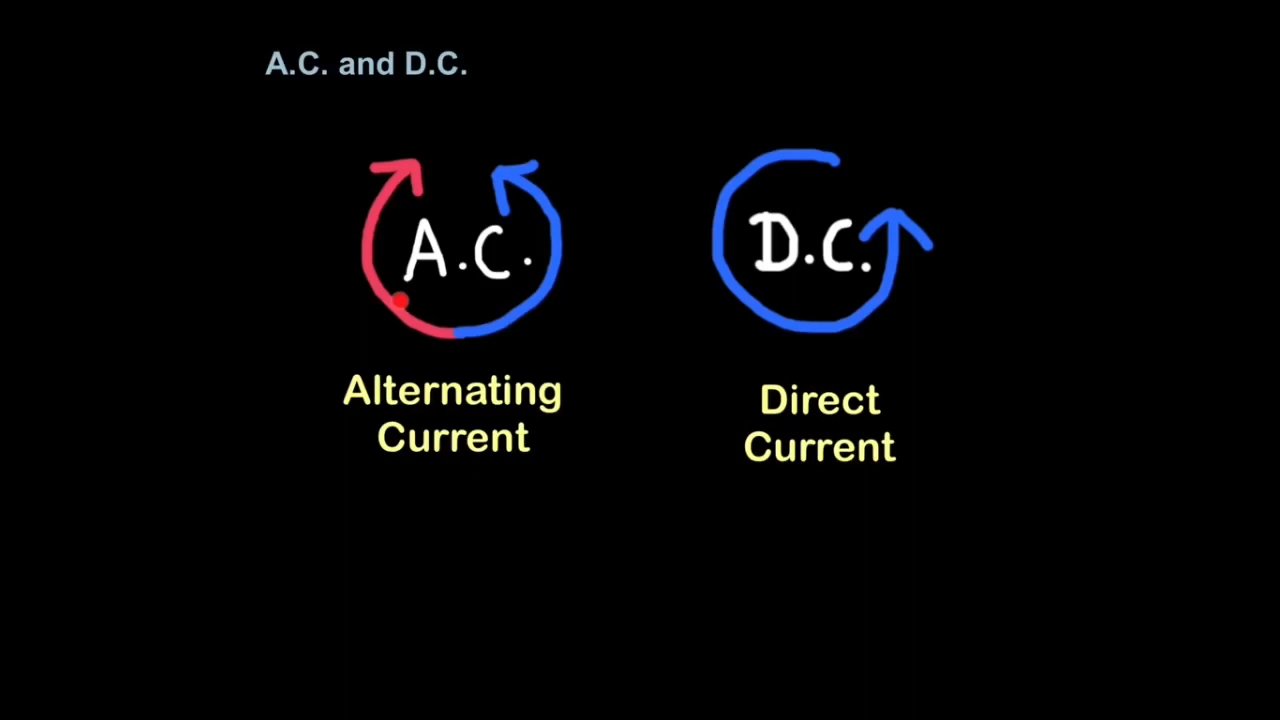 A.C. and D.C.
A.C.
D.C.
Alternating
Current
Direct
Current